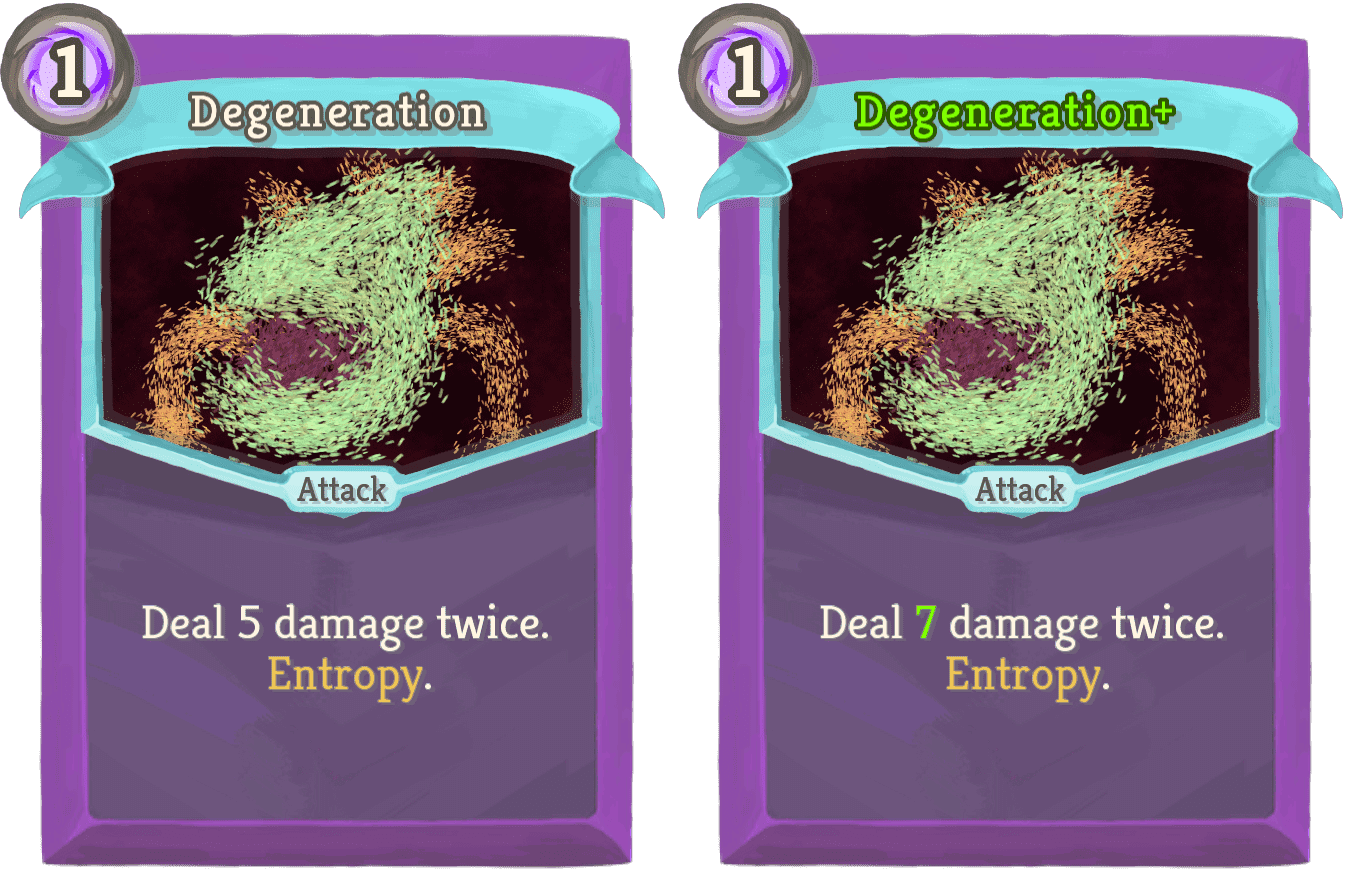 1
Degeneration
Attack
Deal 5 damage twice.
Entropy.
1
Degeneration+
Attack
Deal 7 damage twice.
Entropy.